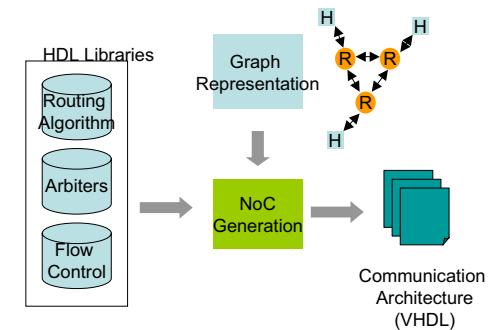 HDL Libraries
Routing
Algorithm
Arbiters
Flow
Control
Graph
Representation
H
H
R
R
R
H
NoC
Generation
Communication
Architecture
(VHDL)